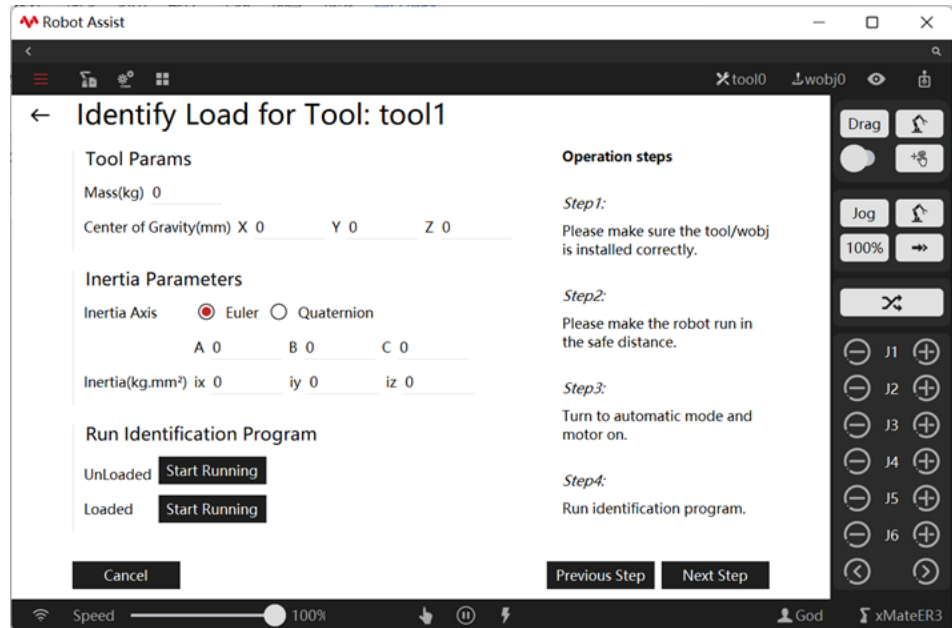 Robot Assist
tool0
wobj0
Identify Load for Tool: tool1
Tool Params
Mass(kg) 0
Center of Gravity(mm) X 0 Y 0 Z 0
Inertia Parameters
Inertia Axis Euler Quaternion
A 0 B 0 C 0
Inertia(kg.mm²) ix 0 iy 0 iz 0
Run Identification Program
UnLoaded Start Running
Loaded Start Running
Cancel
Operation steps
Step1:
Please make sure the tool/wobj
is installed correctly.
Step2:
Please make the robot run in
the safe distance.
Step3:
Turn to automatic mode and
motor on.
Step4:
Run identification program.
Previous Step Next Step
Drag
Jog
100%
J1
J2
J3
J4
J5
J6
Speed 100%
God
xMateER3